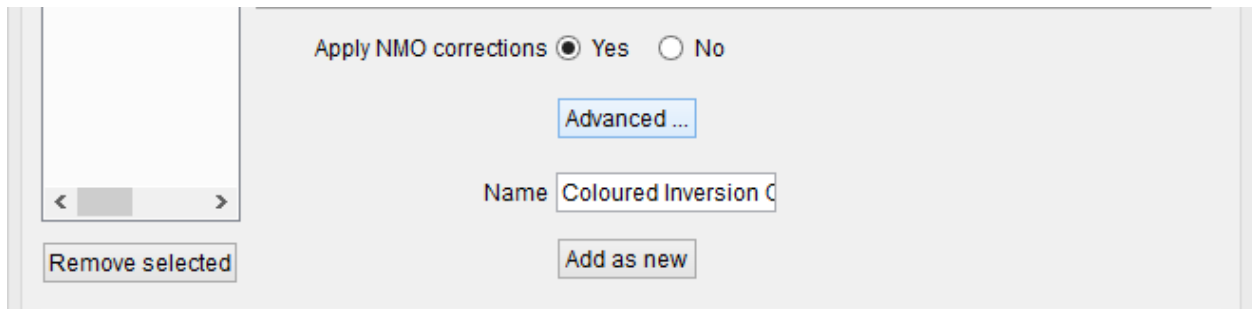 Apply NMO corrections Yes No
Advanced ...
Name Coloured Inversion
Remove selected
Add as new